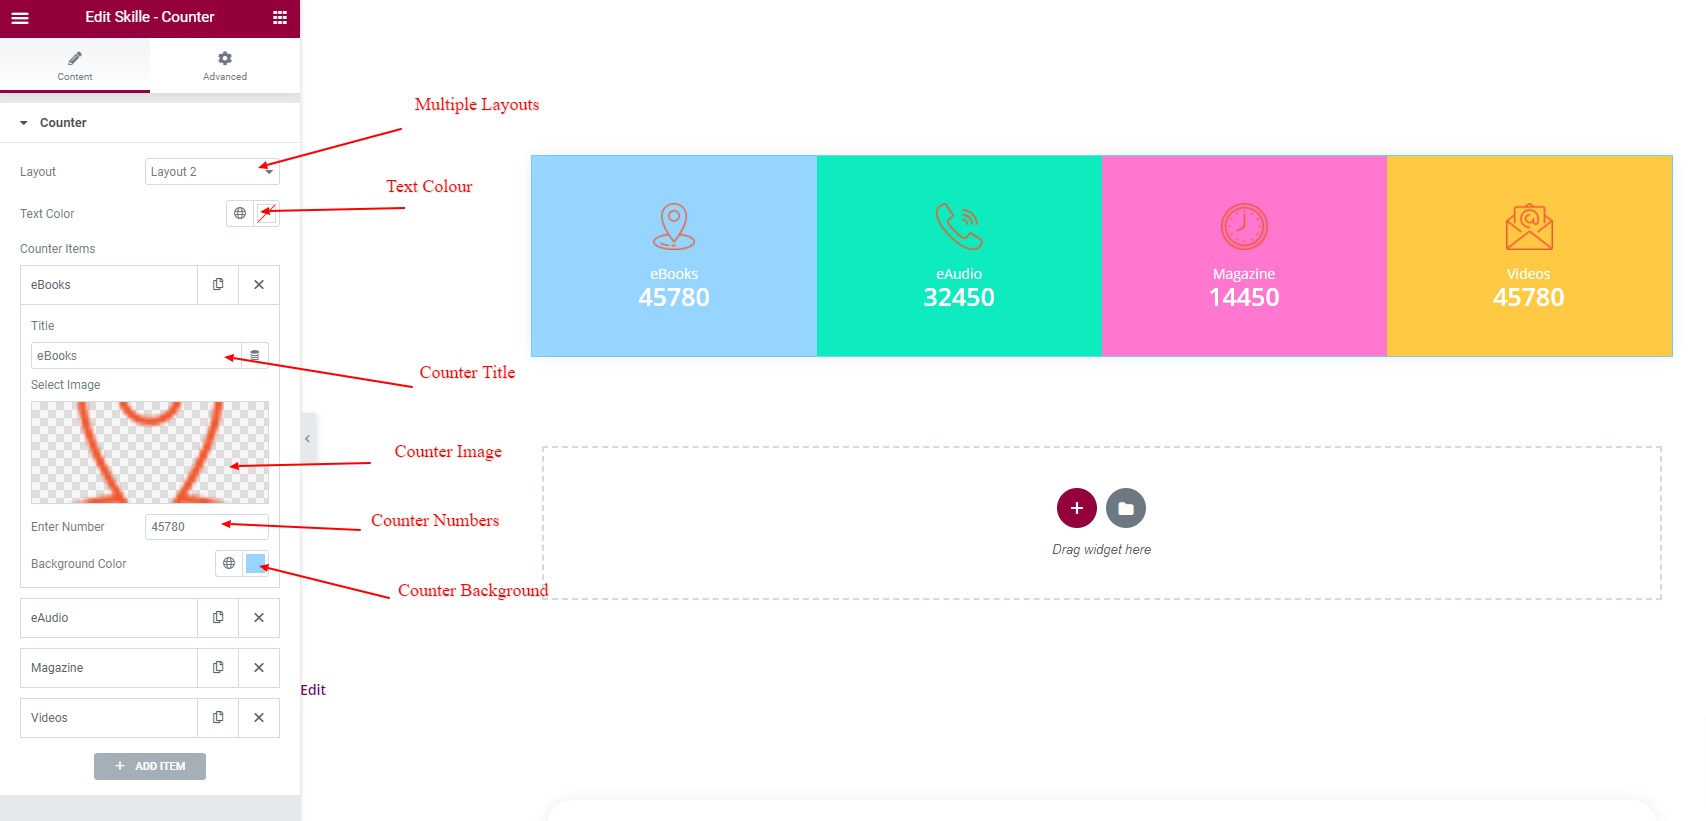 Edit Skille - Counter
Content
Advanced
Counter
Layout
Layout 2
Text Color
Counter Items
eBooks
Title
eBooks
Select Image
Enter Number
45780
Background Color
eAudio
Magazine
Videos
+ ADD ITEM
Multiple Layouts
Text Colour
Counter Title
Counter Image
Counter Numbers
Counter Background
eBooks
45780
eAudio
32450
Magazine
14450
Videos
45780
Drag widget here
Edit